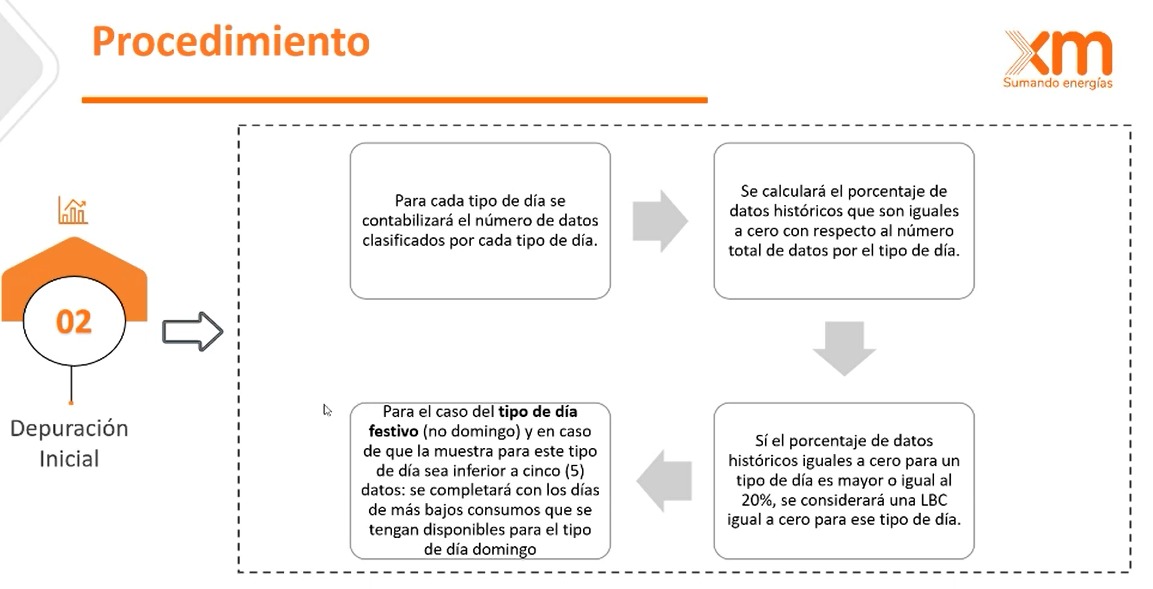 Procedimiento
xm
Sumando energías
Para cada tipo de día se
contabilizará el número de datos
clasificados por cada tipo de día.
Se calculará el porcentaje de
datos históricos que son iguales
a cero con respecto al número
total de datos por el tipo de día.
02
Depuración
Inicial
Sí el porcentaje de datos
históricos iguales a cero para un
tipo de día es mayor o igual al
20%, se considerará una LBC
igual a cero para ese tipo de día.
Para el caso del tipo de día
festivo (no domingo) y en caso
de que la muestra para este tipo
de día sea inferior a cinco (5)
datos: se completará con los días
de más bajos consumos que se
tengan disponibles para el tipo
de día domingo